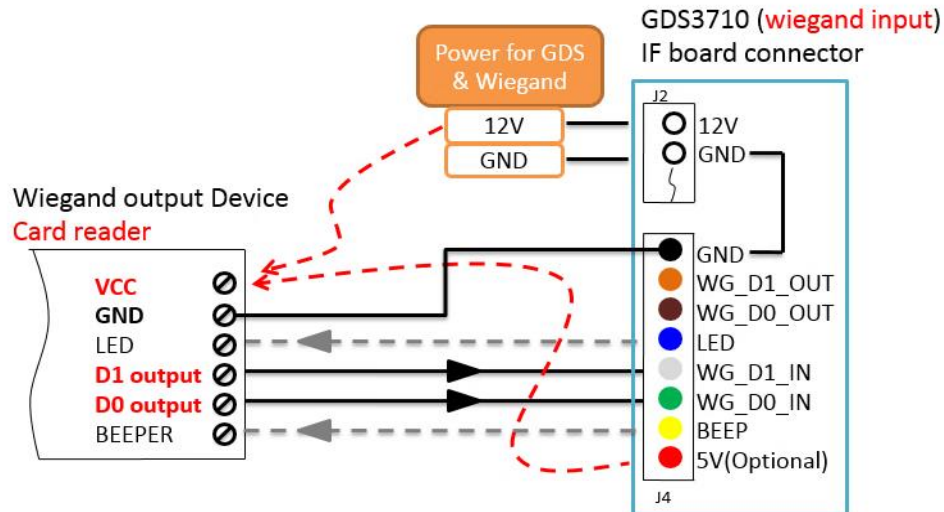 GDS3710 (wiegand input)
IF board connector
Power for GDS
& Wiegand
12V
GND
J2
12V
GND
Wiegand output Device
Card reader
VCC
GND
LED
D1 output
D0 output
BEEPER
GND
WG_D1_OUT
WG_D0_OUT
LED
WG_D1_IN
WG_D0_IN
BEEP
5V(Optional)
J4